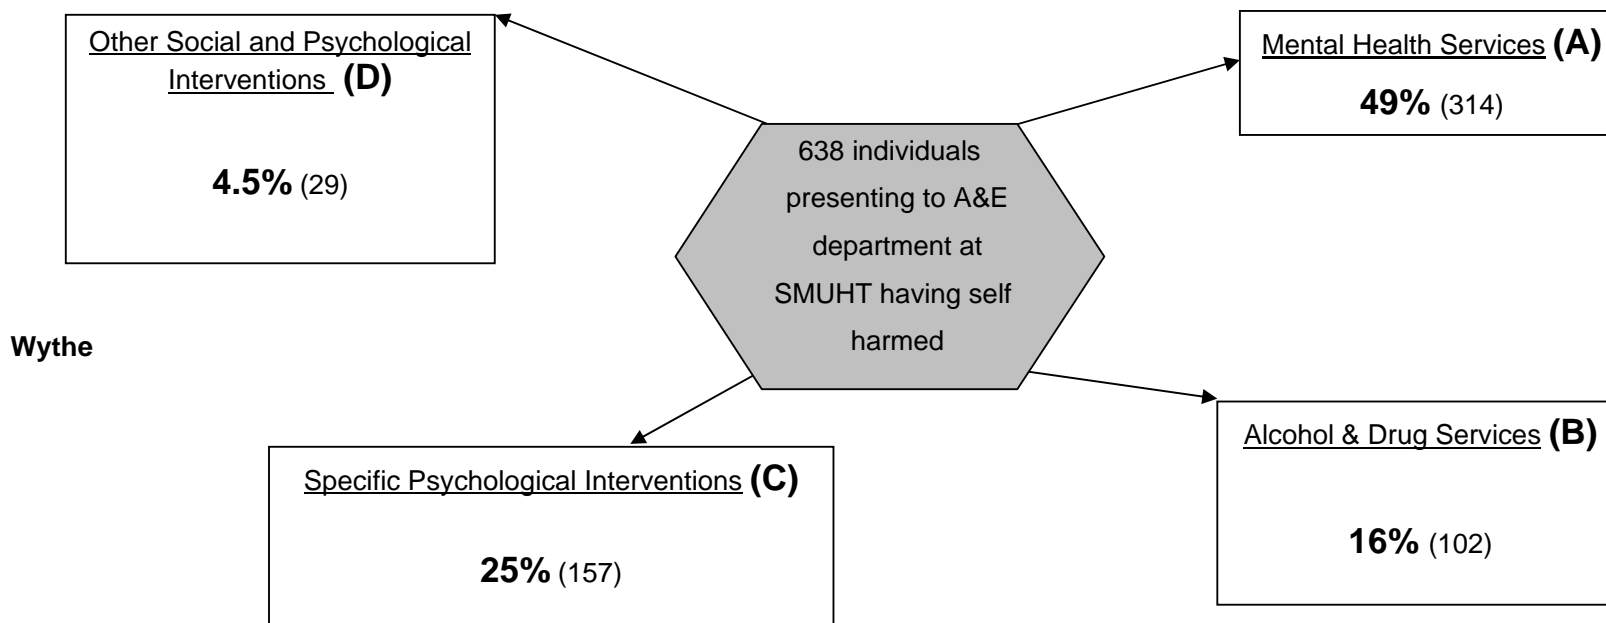 Other Social and Psychological
Interventions (D)
4.5% (29)
Mental Health Services (A)
49% (314)
638 individuals
presenting to A&E
department at
SMUHT having self
harmed
Wythe
Specific Psychological Interventions (C)
25% (157)
Alcohol & Drug Services (B)
16% (102)